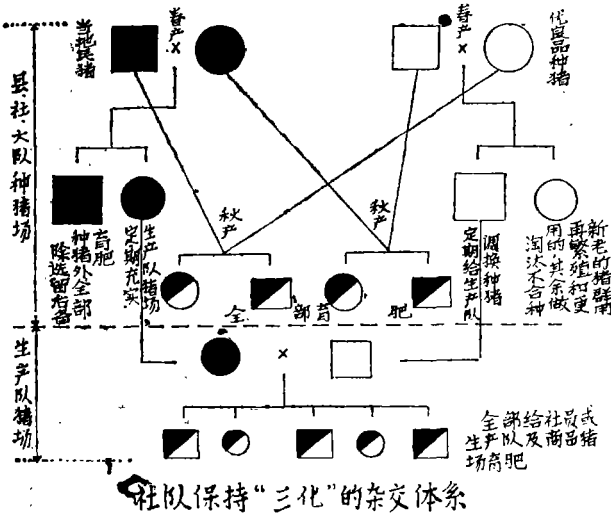 当地民猪
春产
×
春产
×
优良品种猪
县.社.大队种猪场
秋产
秋产
除选留后备
种猪外全部
育肥
定期充实
生产队猪场
定期给生产队
调换种猪
淘汰不合种
用的,其余做
再繁殖和更
新老的猪群用
全部育肥
生产队猪场
×
全部给社员或
生产队及商品猪
场育肥
社队保持“三化”的杂交体系